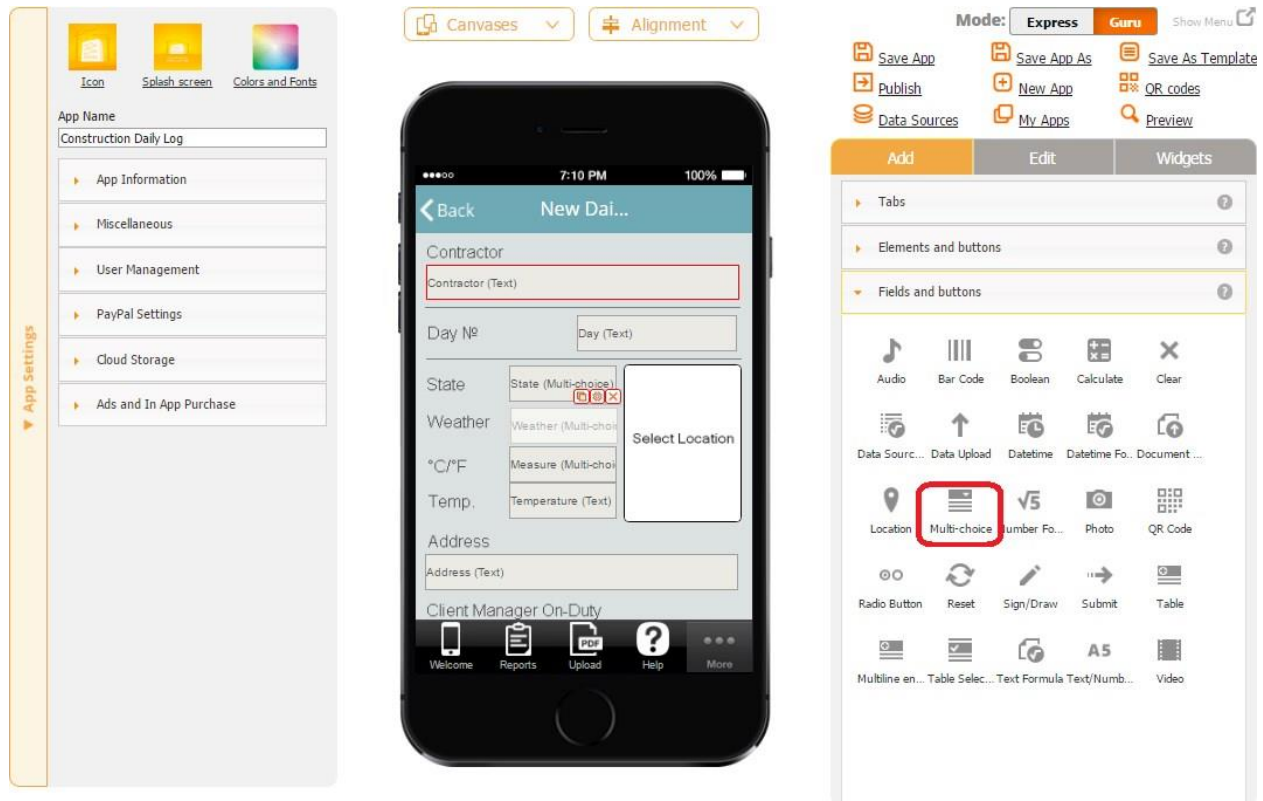 Canvases
Alignment
Mode: Express Guru Show Menu
Save App Save App As Save As Template
Publish New App QR codes
Data Sources My Apps Preview
Icon Splash screen Colors and Fonts
App Name
Construction Daily Log
App Information
Miscellaneous
User Management
PayPal Settings
Cloud Storage
Ads and In App Purchase
App Settings
7:10 PM 100%
Back New Dai...
Contractor
Contractor (Text)
Day № Day (Text)
State State (Multi-choice)
Weather Weather (Multi-choi
Select Location
°C/°F Measure (Multi-choi
Temp. Temperature (Text)
Address
Address (Text)
Client Manager On-Duty
Welcome Reports Upload Help More
PDF
Add Edit Widgets
Tabs
Elements and buttons
Fields and buttons
Audio Bar Code Boolean Calculate Clear
Data Sourc... Data Upload Datetime Datetime Fo.. Document ...
Location Multi-choice Number Fo... Photo QR Code
Radio Button Reset Sign/Draw Submit Table
Multiline en... Table Selec... Text Formula Text/Numb... Video